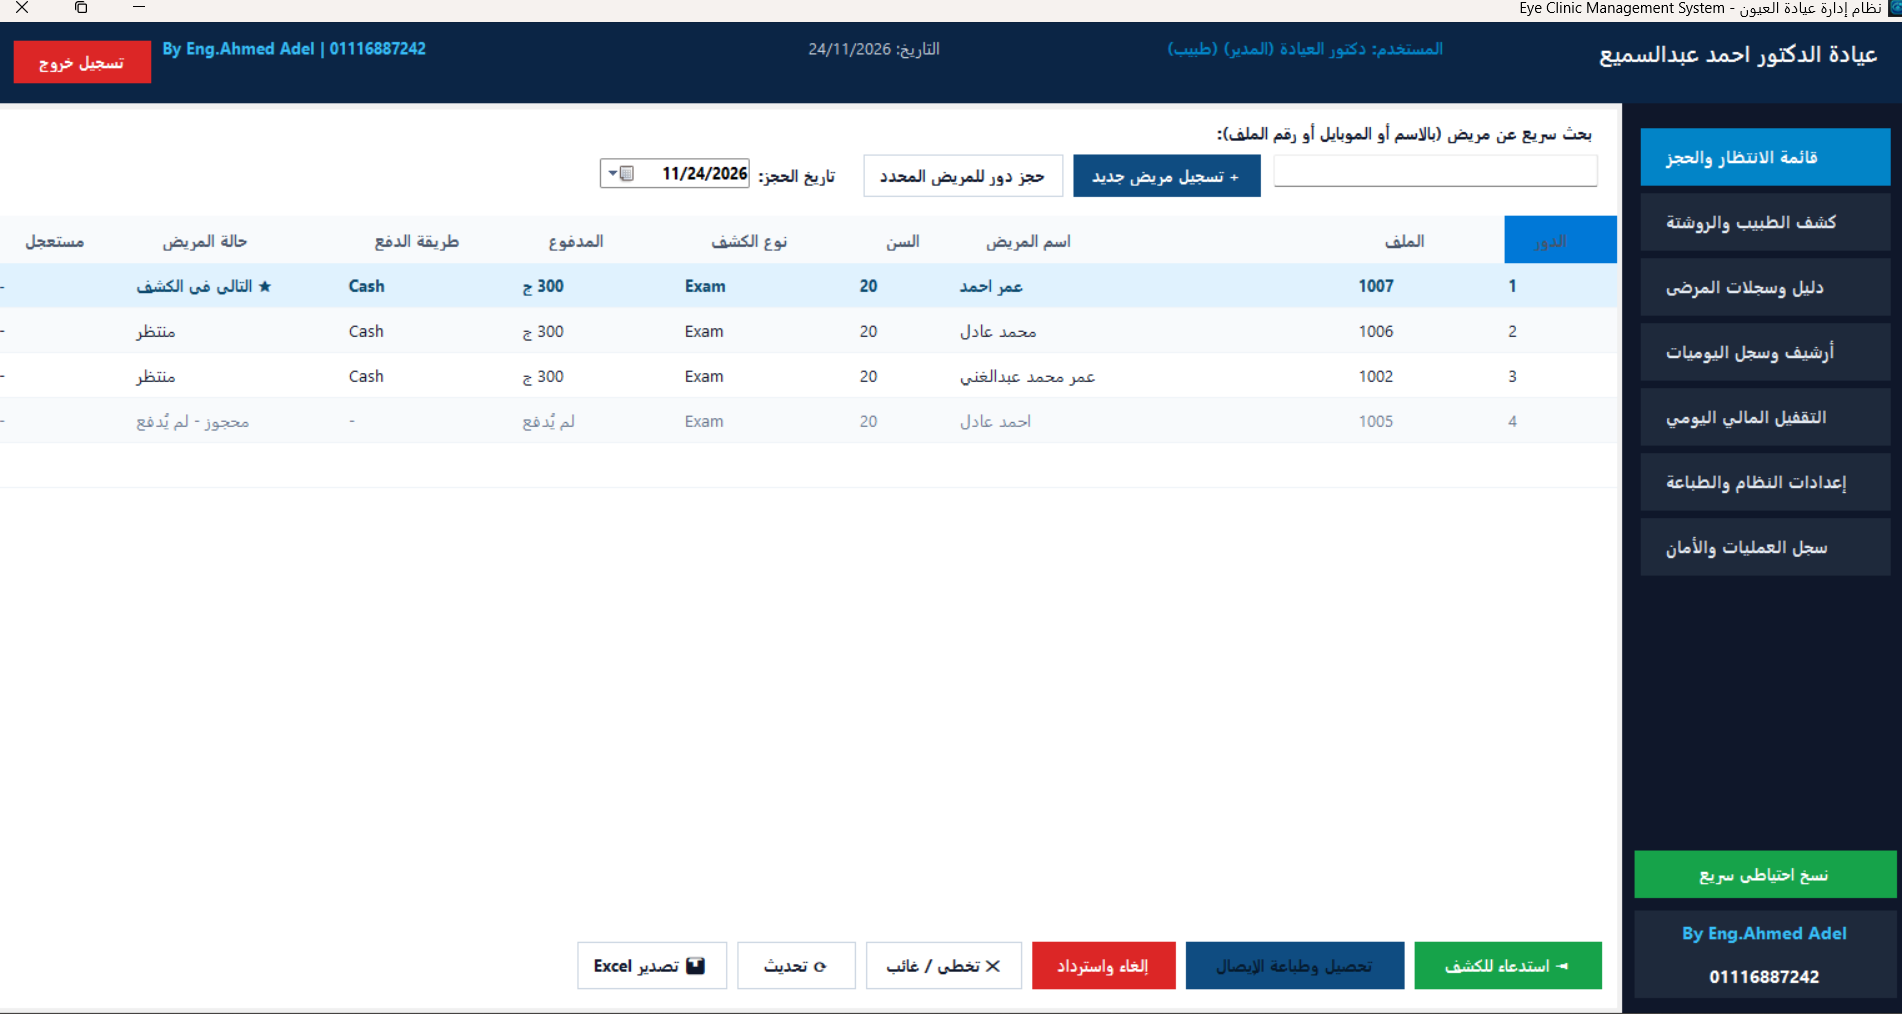 نظام إدارة عيادة العيون - Eye Clinic Management System
عيادة الدكتور احمد عبدالسميع
المستخدم: دكتور العيادة (المدير) (طبيب)
التاريخ: 24/11/2026
By Eng.Ahmed Adel | 01116887242
تسجيل خروج
قائمة الانتظار والحجز
كشف الطبيب والروشتة
دليل وسجلات المرضى
أرشيف وسجل اليوميات
التقفيل المالي اليومي
إعدادات النظام والطباعة
سجل العمليات والأمان
نسخ احتياطي سريع
By Eng.Ahmed Adel
01116887242
بحث سريع عن مريض (بالاسم أو الموبايل أو رقم الملف):
+ تسجيل مريض جديد
حجز دور للمريض المحدد
تاريخ الحجز:
11/24/2026
الدور الملف اسم المريض السن نوع الكشف المدفوع طريقة الدفع حالة المريض مستعجل
1 1007 عمر احمد 20 Exam 300 ج Cash ★ التالي في الكشف -
2 1006 محمد عادل 20 Exam 300 ج Cash منتظر -
3 1002 عمر محمد عبدالغني 20 Exam 300 ج Cash منتظر -
4 1005 احمد عادل 20 Exam لم يُدفع - محجوز - لم يُدفع -
◄ استدعاء للكشف
تحصيل وطباعة الإيصال
إلغاء واسترداد
✕ تخطي / غائب
⟳ تحديث
تصدير Excel